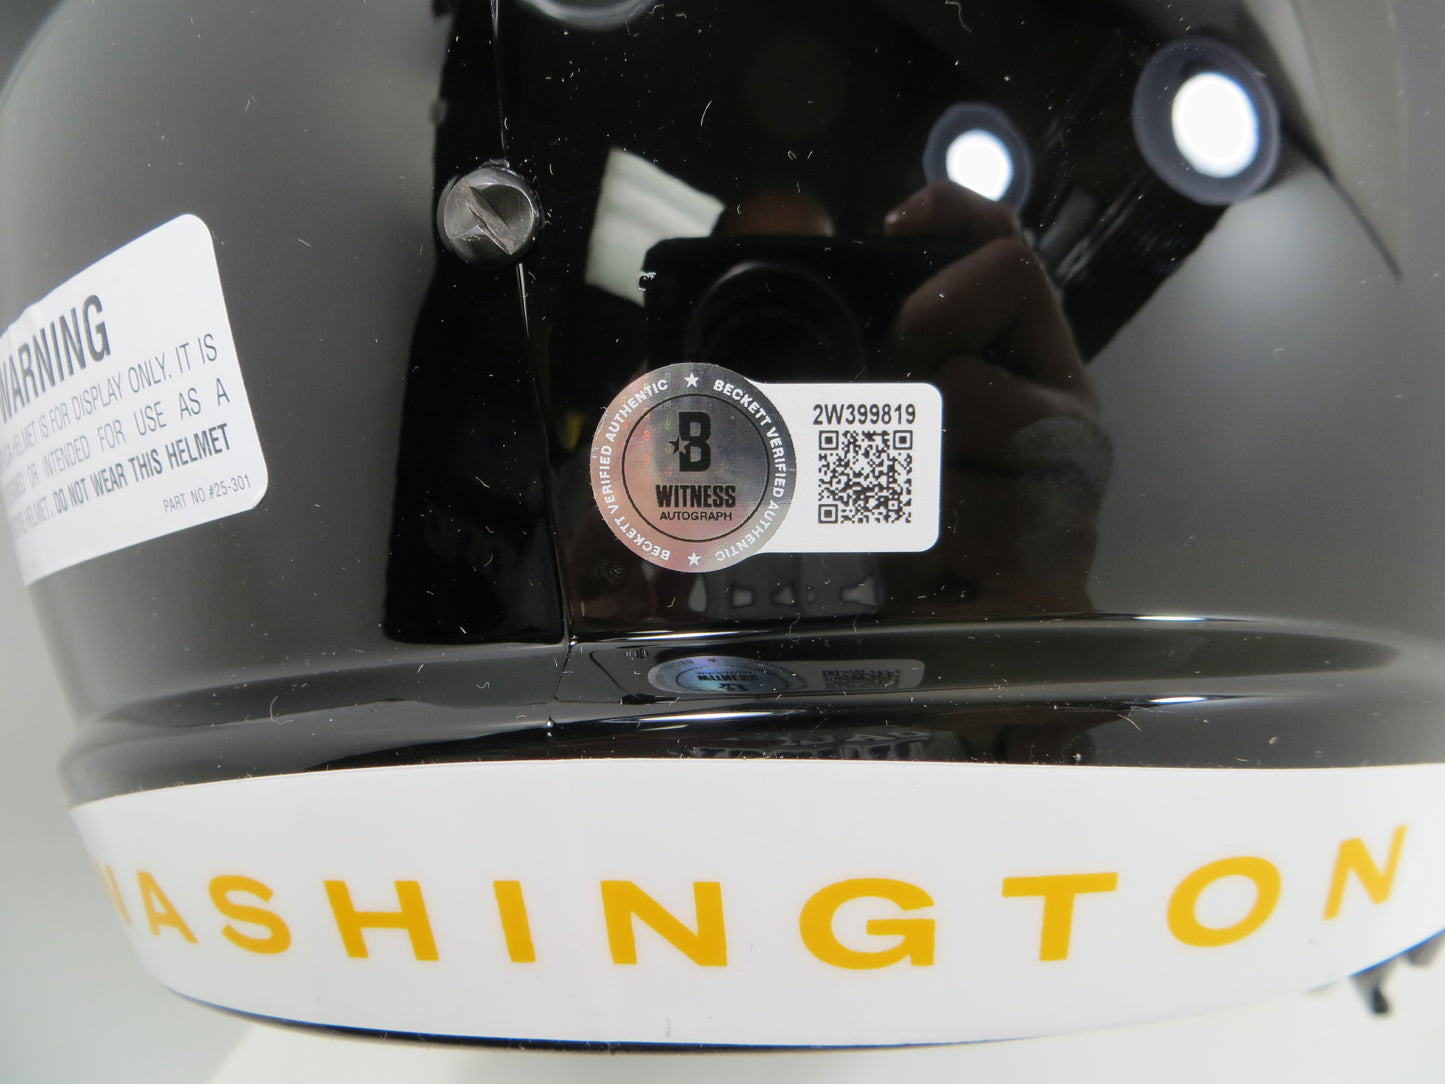 WARNING
HELMET IS FOR DISPLAY ONLY. IT IS
OR INTENDED FOR USE AS A
HELMET. DO NOT WEAR THIS HELMET
PART NO.#25-301
BECKETT VERIFIED AUTHENTIC ★ BECKETT VERIFIED AUTHENTIC ★
B
WITNESS
AUTOGRAPH
2W399819
WASHINGTON